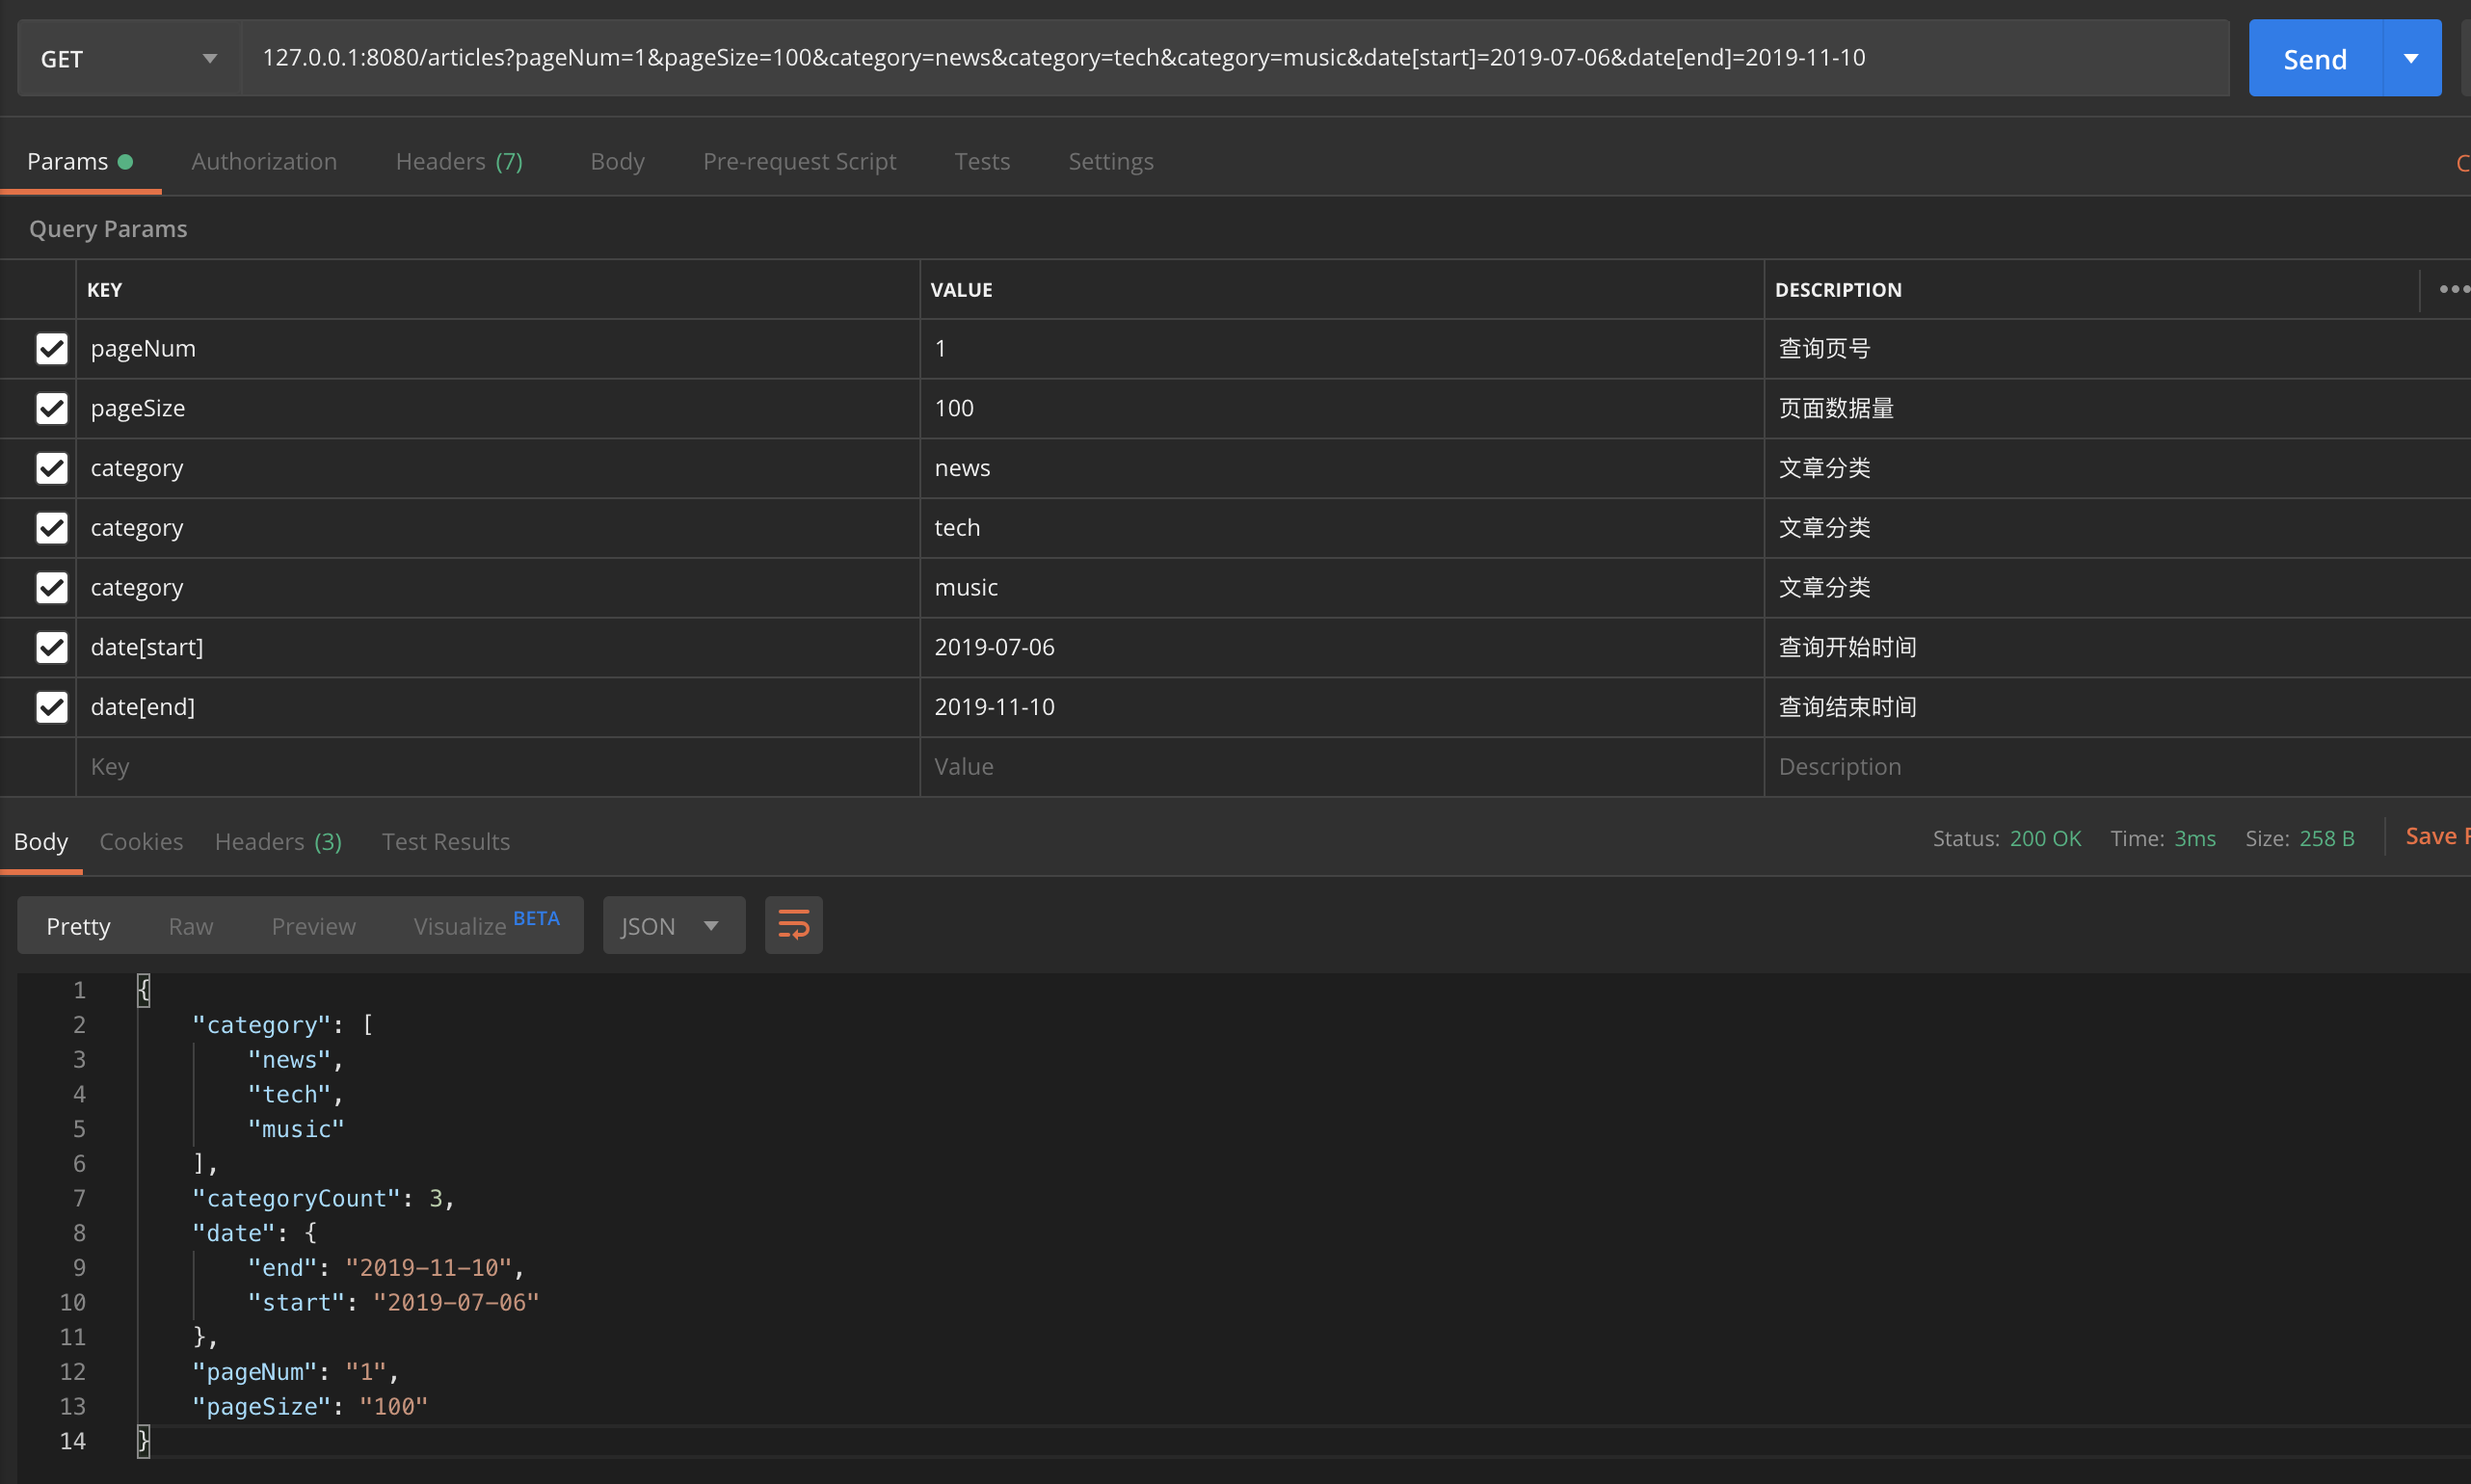 GET 127.0.0.1:8080/articles?pageNum=1&pageSize=100&category=news&category=tech&category=music&date[start]=2019-07-06&date[end]=2019-11-10 Send
Params Authorization Headers (7) Body Pre-request Script Tests Settings
Query Params
KEY VALUE DESCRIPTION
pageNum 1 查询页号
pageSize 100 页面数据量
category news 文章分类
category tech 文章分类
category music 文章分类
date[start] 2019-07-06 查询开始时间
date[end] 2019-11-10 查询结束时间
Key Value Description
Body Cookies Headers (3) Test Results Status: 200 OK Time: 3ms Size: 258 B Save
Pretty Raw Preview Visualize BETA JSON
1 {
2 "category": [
3 "news",
4 "tech",
5 "music"
6 ],
7 "categoryCount": 3,
8 "date": {
9 "end": "2019-11-10",
10 "start": "2019-07-06"
11 },
12 "pageNum": "1",
13 "pageSize": "100"
14 }